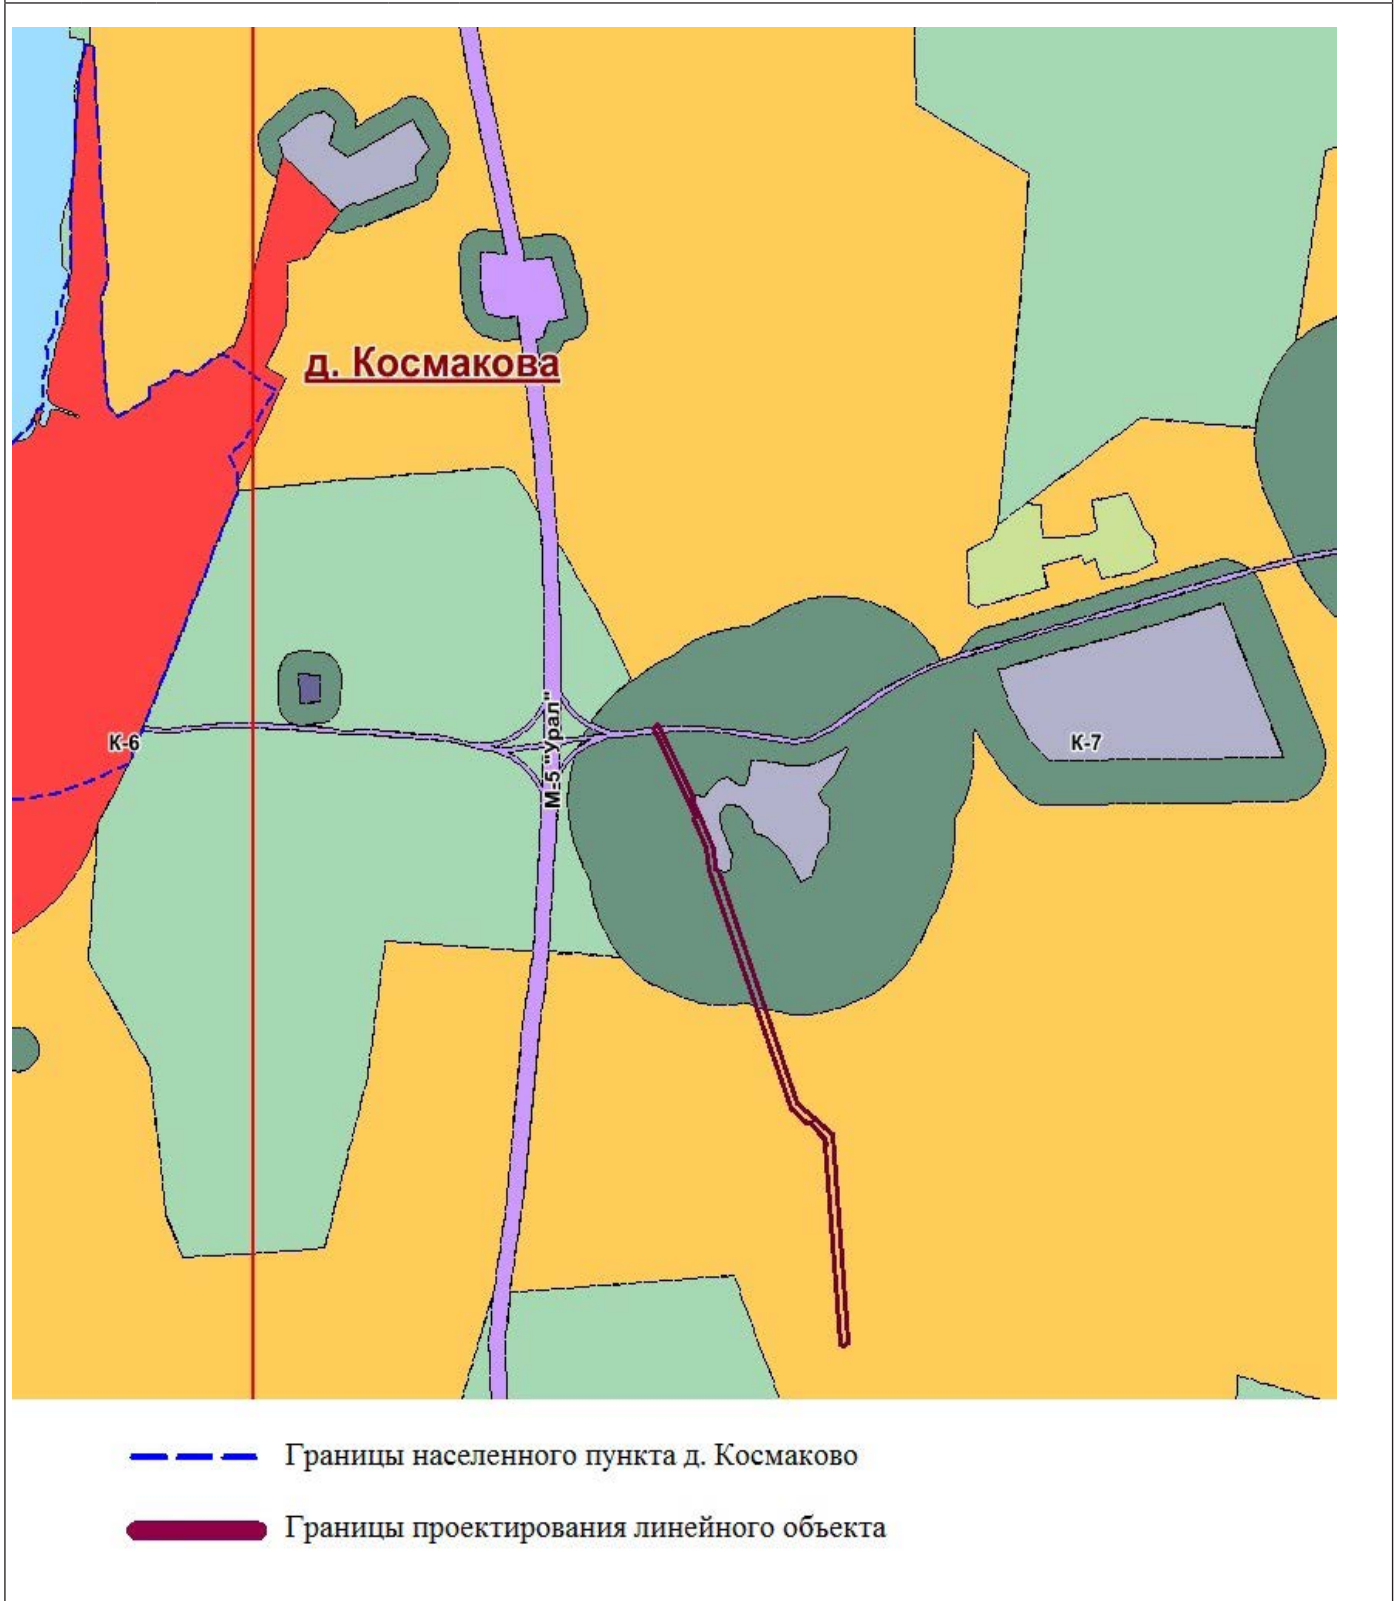 д. Космакова
К-6
М-5 "Урал"
К-7
Границы населенного пункта д. Космаково
Границы проектирования линейного объекта